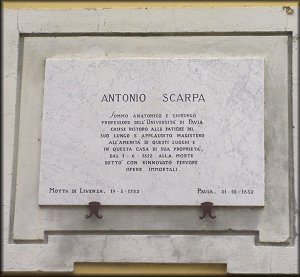 ANTONIO SCARPA
SOMMO ANATOMICO E CHIRURGO
PROFESSORE DELL'UNIVERSITÀ DI PAVIA
CHIESE RISTORO ALLE FATICHE DEL
SUO LUNGO E APPLAUDITO MAGISTERO
ALL'AMENITÀ DI QUESTI LUOGHI E
IN QUESTA CASA DI SUA PROPRIETÀ,
DAL 1812 ALLA MORTE
DETTÒ CON RINNOVATO FERVORE
OPERE IMMORTALI.
MOTTA DI LIVENZA, 19-5-1752 PAVIA, 31-10-1832